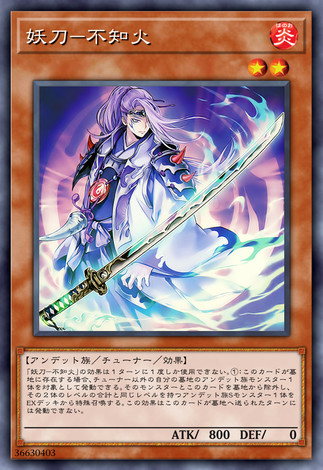 妖刀-不知火
炎
【アンデット族／チューナー／効果】
「妖刀-不知火」の効果は１ターンに１度しか使用できない。①：このカードが墓
地に存在する場合、チューナー以外の自分の墓地のアンデット族モンスター１
体を対象として発動できる。そのモンスターとこのカードを墓地から除外し、
その２体のレベルの合計と同じレベルを持つアンデット族Ｓモンスター１体を
EXデッキから特殊召喚する。この効果はこのカードが墓地へ送られたターンに
は発動できない。
ATK/ 800 DEF/ 0
36630403